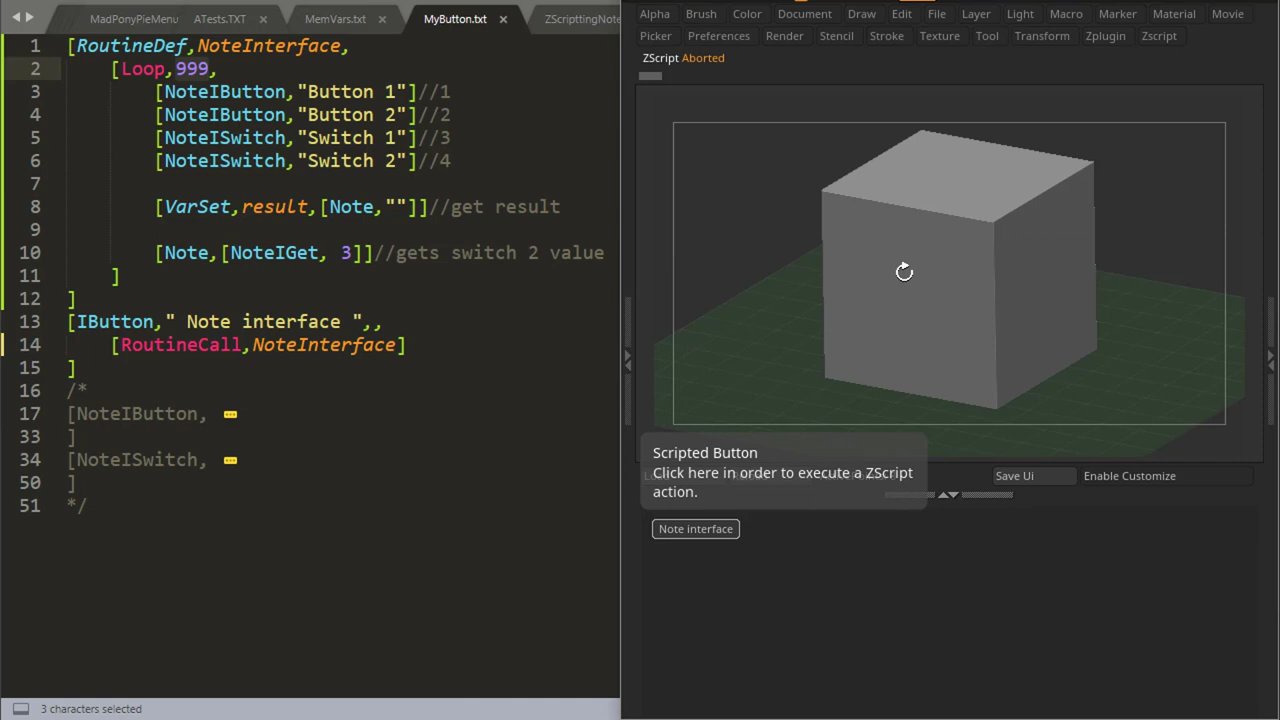 MadPonyPieMenu ATests.TXT × MemVars.txt × MyButton.txt × ZScripttingNote
1 [RoutineDef,NoteInterface,
2 [Loop,999,
3 [NoteIButton,"Button 1"]//1
4 [NoteIButton,"Button 2"]//2
5 [NoteISwitch,"Switch 1"]//3
6 [NoteISwitch,"Switch 2"]//4
7
8 [VarSet,result,[Note,""]]//get result
9
10 [Note,[NoteIGet, 3]]//gets switch 2 value
11 ]
12 ]
13 [IButton," Note interface ",,
14 [RoutineCall,NoteInterface]
15 ]
16 /*
17 [NoteIButton,
33 ]
34 [NoteISwitch,
50 ]
51 */
3 characters selected
Alpha Brush Color Document Draw Edit File Layer Light Macro Marker Material Movie
Picker Preferences Render Stencil Stroke Texture Tool Transform Zplugin Zscript
ZScript Aborted
Scripted Button
Click here in order to execute a ZScript
action.
Save Ui Enable Customize
Note interface